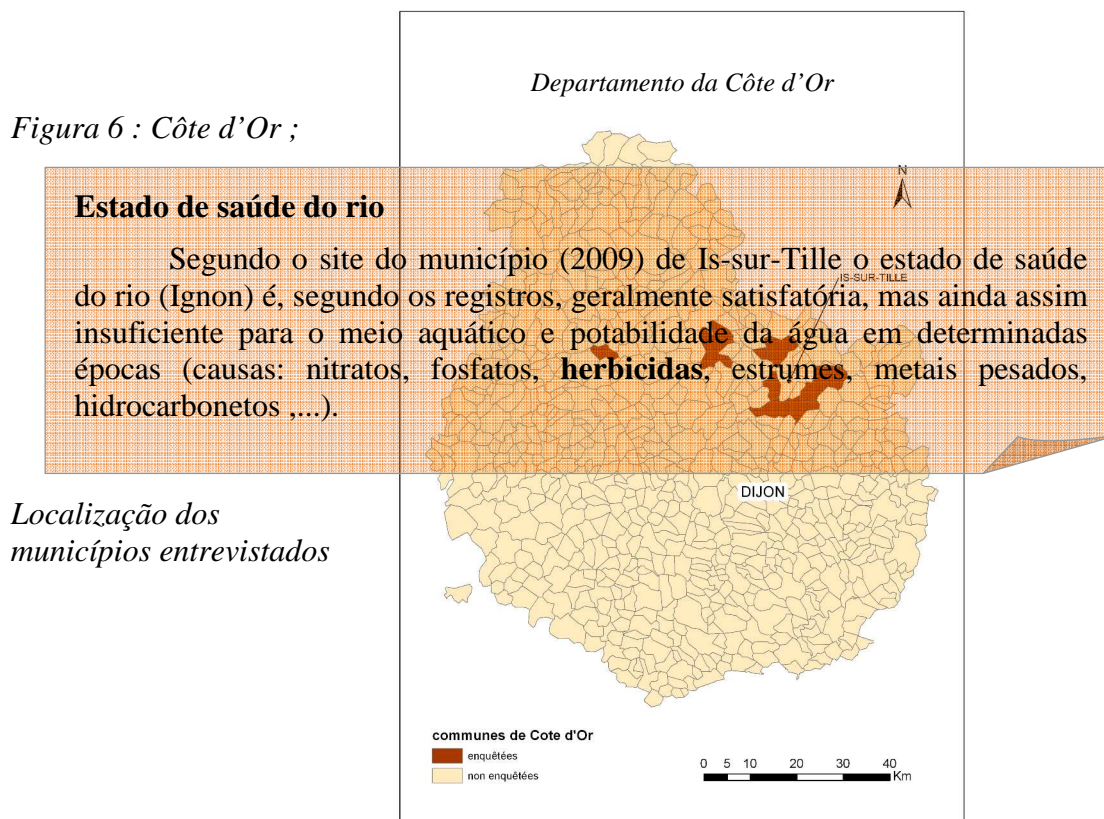 Departamento da Côte d’Or
Figura 6 : Côte d’Or ;
N
Estado de saúde do rio
Segundo o site do município (2009) de Is-sur-Tille o estado de saúde
IS-SUR-TILLE
do rio (Ignon) é, segundo os registros, geralmente satisfatória, mas ainda assim
insuficiente para o meio aquático e potabilidade da água em determinadas
épocas (causas: nitratos, fosfatos, herbicidas, estrumes, metais pesados,
hidrocarbonetos ,...).
DIJON
Localização dos
municípios entrevistados
communes de Cote d'Or
enquêtées
non enquêtées
0 5 10 20 30 40
Km